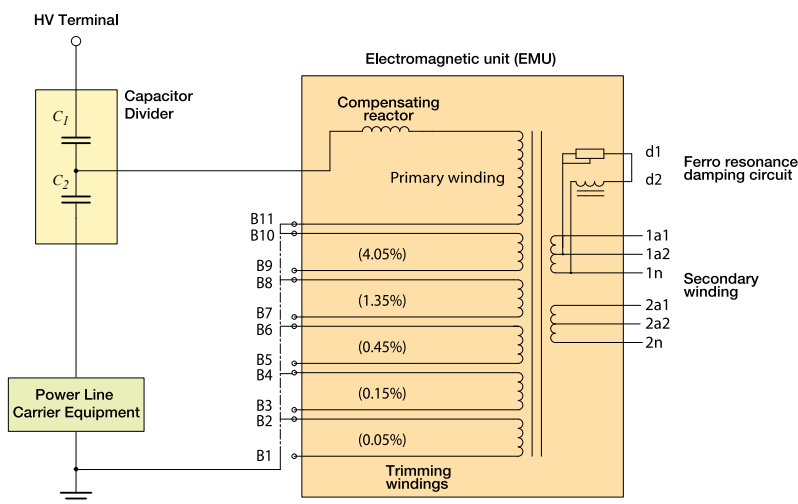 HV Terminal
Capacitor
Divider
C1
C2
Electromagnetic unit (EMU)
Compensating
reactor
Primary winding
B11
B10
(4.05%)
B9
B8
(1.35%)
B7
B6
(0.45%)
B5
B4
(0.15%)
B3
B2
(0.05%)
B1
Trimming
windings
d1
d2
Ferro resonance
damping circuit
1a1
1a2
1n
Secondary
winding
2a1
2a2
2n
Power Line
Carrier Equipment